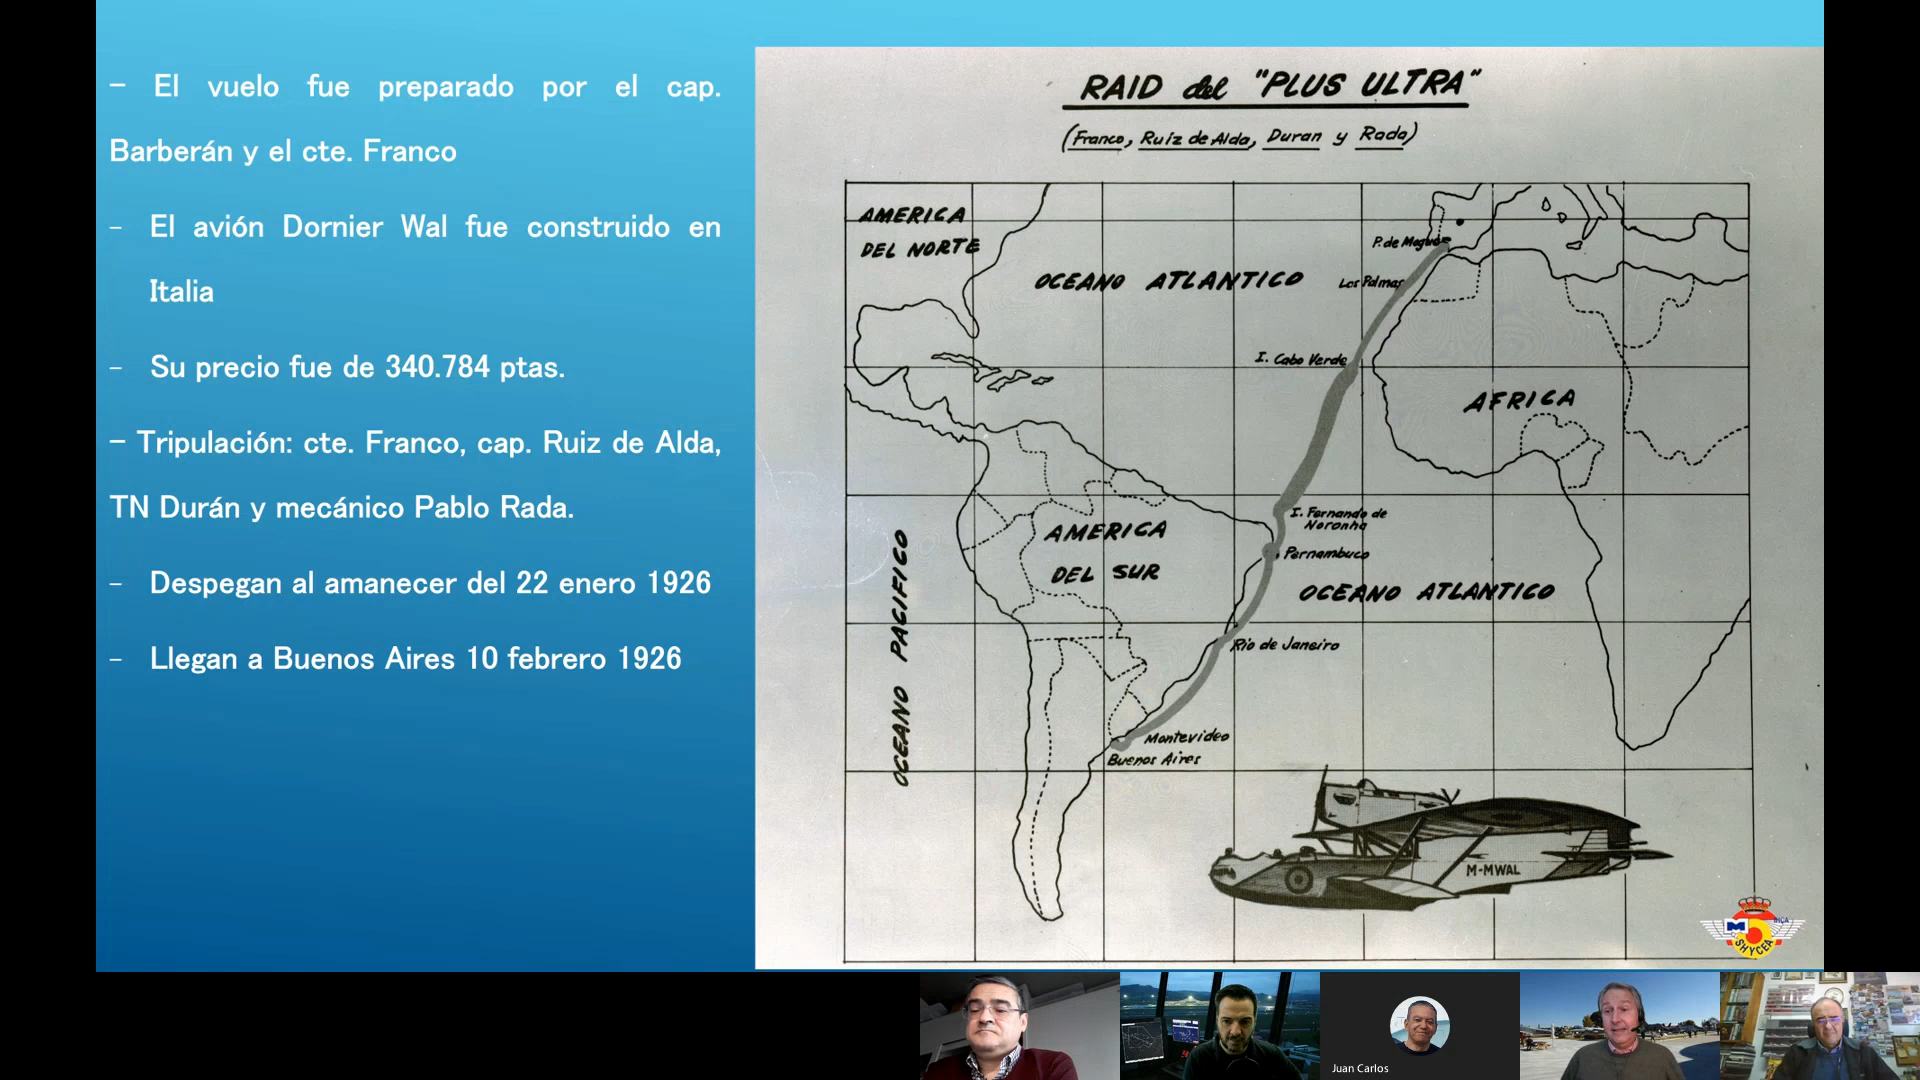 - El vuelo fue preparado por el cap.
Barberán y el cte. Franco
- El avión Dornier Wal fue construido en
Italia
- Su precio fue de 340.784 ptas.
- Tripulación: cte. Franco, cap. Ruiz de Alda,
TN Durán y mecánico Pablo Rada.
- Despegan al amanecer del 22 enero 1926
- Llegan a Buenos Aires 10 febrero 1926
RAID del "PLUS ULTRA"
(Franco, Ruiz de Alda, Duran y Rada)
AMERICA
DEL NORTE
P. de Moguer
OCEANO ATLANTICO
Las Palmas
I. Cabo Verde
AFRICA
I. Fernando de
Noronha
AMERICA
DEL SUR
Pernambuco
OCEANO ATLANTICO
OCEANO PACIFICO
Rio de Janeiro
Montevideo
Buenos Aires
M-MWAL
SHYCEA
Juan Carlos